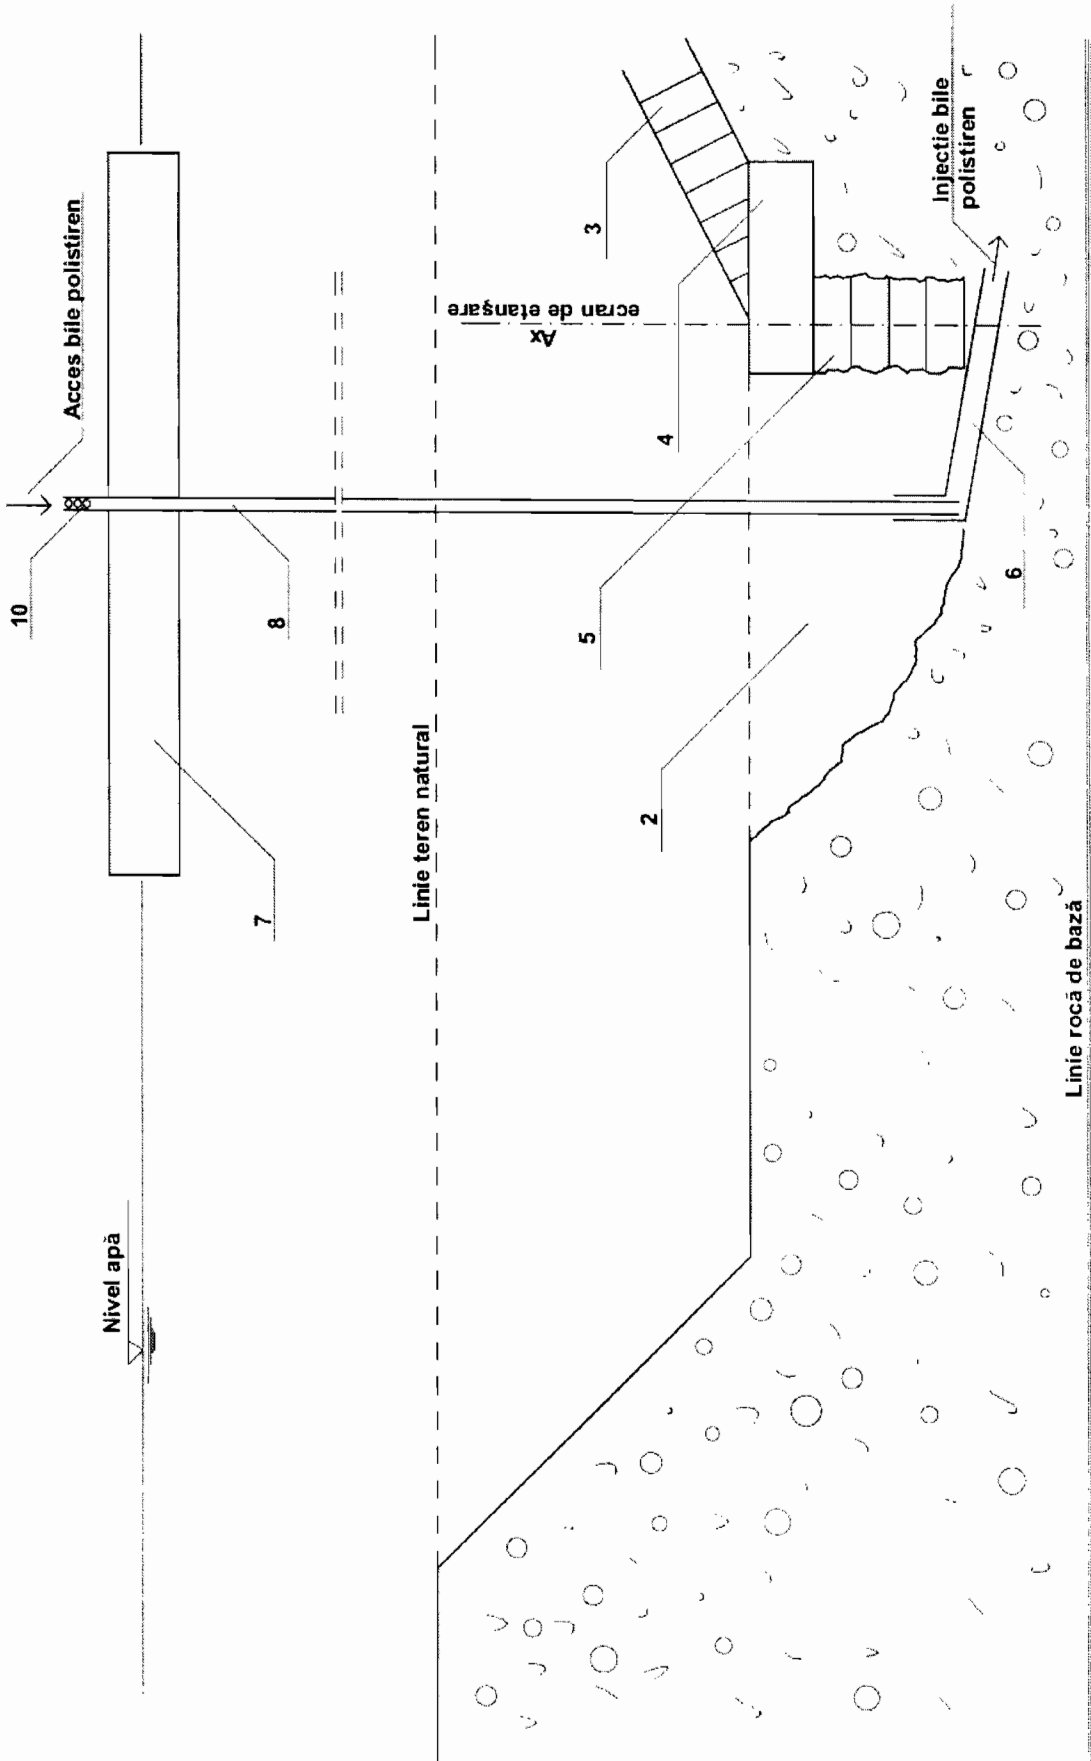 10
Acces bile polistiren
Nivel apă
7
8
Linie teren natural
Ax
ecran de etanşare
3
5
2
4
Injectie bile
polistiren
6
Linie rocă de bază